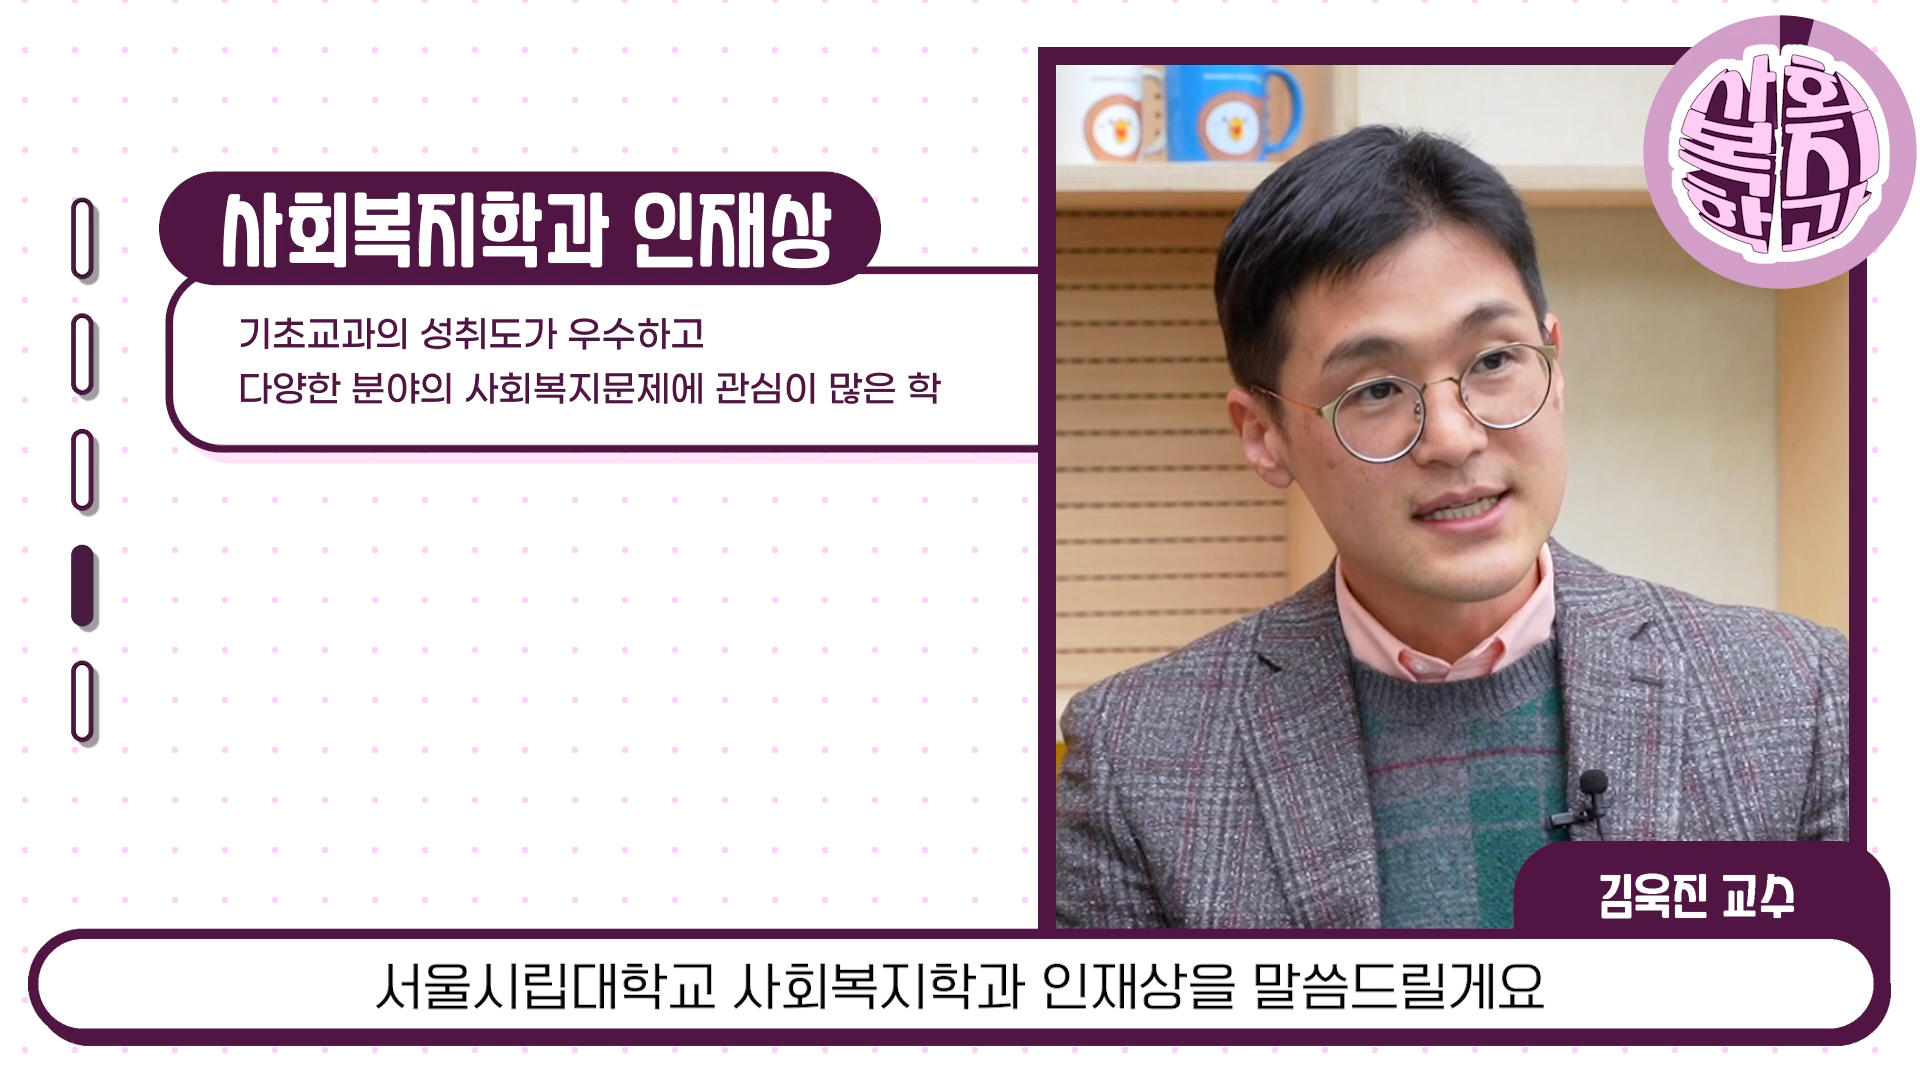 사회
복지
학과
사회복지학과 인재상
기초교과의 성취도가 우수하고
다양한 분야의 사회복지문제에 관심이 많은 학
김욱진 교수
서울시립대학교 사회복지학과 인재상을 말씀드릴게요